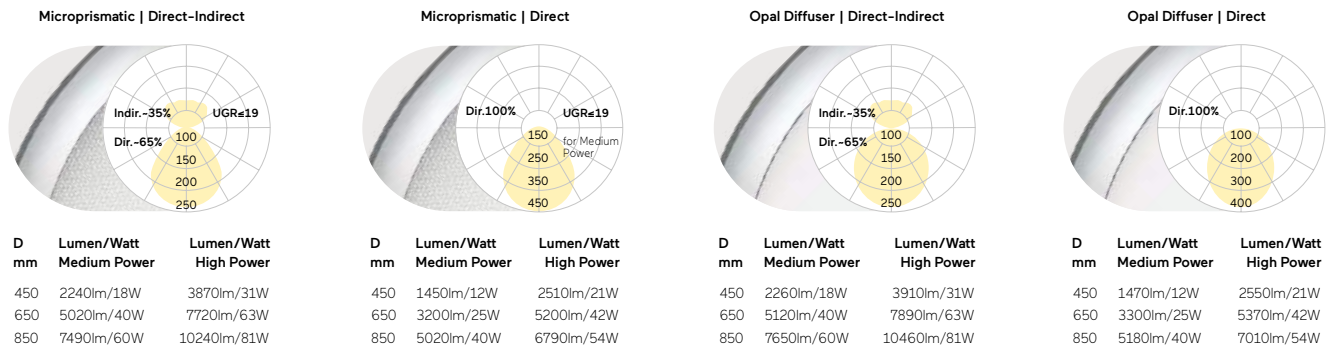 Microprismatic | Direct-Indirect
Indir.~35%
UGR≤19
Dir.~65%
100
150
200
250
D Lumen/Watt Lumen/Watt
mm Medium Power High Power
450 2240lm/18W 3870lm/31W
650 5020lm/40W 7720lm/63W
850 7490lm/60W 10240lm/81W
Microprismatic | Direct
Dir.100%
UGR≤19
for Medium
Power
150
250
350
450
D Lumen/Watt Lumen/Watt
mm Medium Power High Power
450 1450lm/12W 2510lm/21W
650 3200lm/25W 5200lm/42W
850 5020lm/40W 6790lm/54W
Opal Diffuser | Direct-Indirect
Indir.~35%
Dir.~65%
100
150
200
250
D Lumen/Watt Lumen/Watt
mm Medium Power High Power
450 2260lm/18W 3910lm/31W
650 5120lm/40W 7890lm/63W
850 7650lm/60W 10460lm/81W
Opal Diffuser | Direct
Dir.100%
100
200
300
400
D Lumen/Watt Lumen/Watt
mm Medium Power High Power
450 1470lm/12W 2550lm/21W
650 3300lm/25W 5370lm/42W
850 5180lm/40W 7010lm/54W